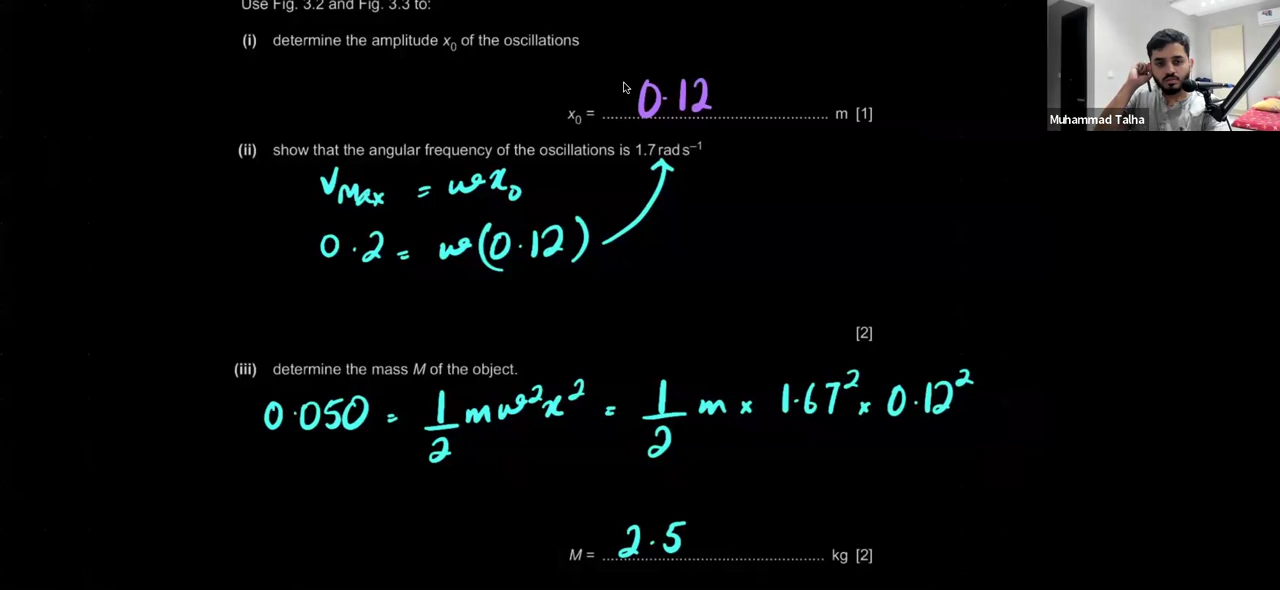 Use Fig. 3.2 and Fig. 3.3 to:
(i) determine the amplitude x₀ of the oscillations
0.12
x₀ = ........................................................ m [1]
Muhammad Talha
(ii) show that the angular frequency of the oscillations is 1.7 rad s⁻¹
vMax = ωx₀
0.2 = ω(0.12)
[2]
(iii) determine the mass M of the object.
0.050 = 1/2 mω²x² = 1/2 m × 1.67² × 0.12²
2.5
M = ........................................................ kg [2]